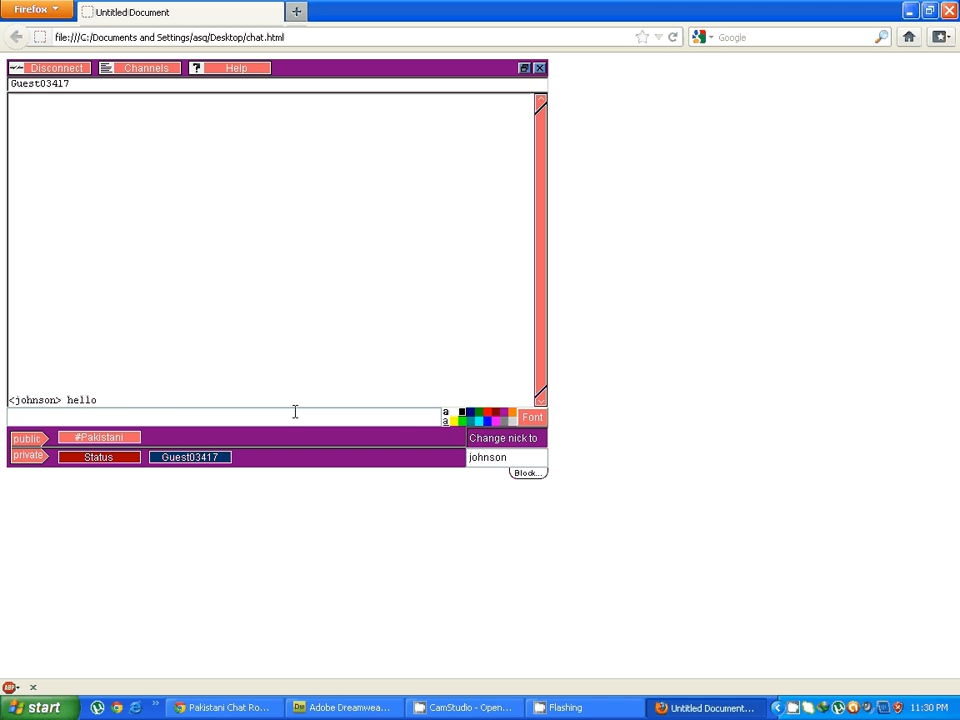 Firefox
Untitled Document
file:///C:/Documents and Settings/asq/Desktop/chat.html
Google
Disconnect
Channels
? Help
Guest03417
<johnson> hello
a
a
Font
public
#Pakistani
Change nick to
private
Status
Guest03417
johnson
Block...
ABP
start
Pakistani Chat Ro...
Dw
Adobe Dreamwea...
CamStudio - Open...
Flashing
Untitled Document...
11:30 PM